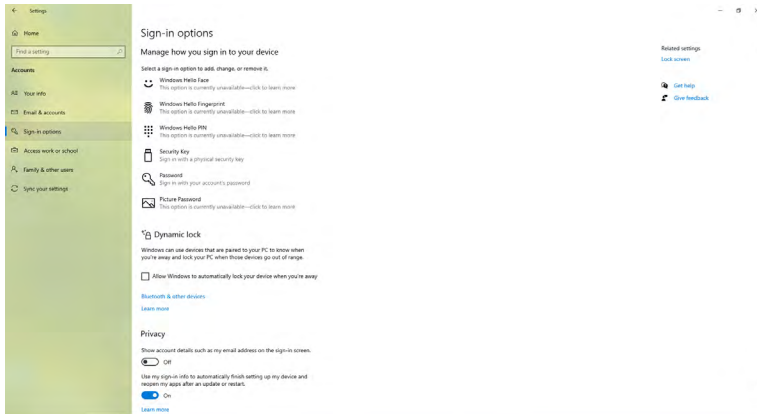 Settings
Home
Find a setting
Accounts
Your info
Email & accounts
Sign-in options
Access work or school
Family & other users
Sync your settings
Sign-in options
Manage how you sign in to your device
Select a sign-in option to add, change, or remove it.
Windows Hello Face
This option is currently unavailable—click to learn more
Windows Hello Fingerprint
This option is currently unavailable—click to learn more
Windows Hello PIN
This option is currently unavailable—click to learn more
Security Key
Sign in with a physical security key
Password
Sign in with your account's password
Picture Password
This option is currently unavailable—click to learn more
Dynamic lock
Windows can use devices that are paired to your PC to know when
you're away and lock your PC when those devices go out of range.
Allow Windows to automatically lock your device when you're away
Bluetooth & other devices
Learn more
Privacy
Show account details such as my email address on the sign-in screen.
Off
Use my sign-in info to automatically finish setting up my device and
reopen my apps after an update or restart.
On
Learn more
Related settings
Lock screen
Get help
Give feedback